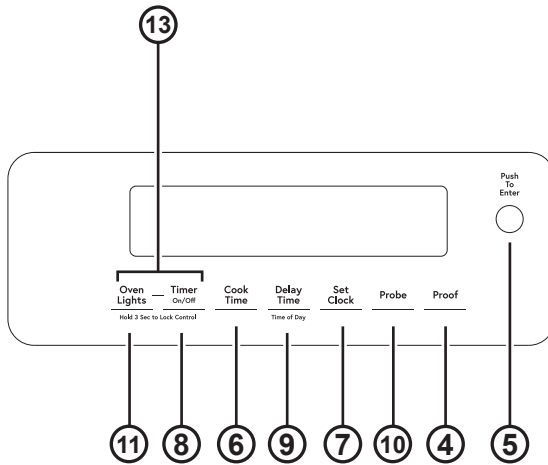 13
Push
To
Enter
Oven
Lights
Timer
On/Off
Cook
Time
Delay
Time
Set
Clock
Probe
Proof
Hold 3 Sec to Lock Control
Time of Day
11
8
6
9
7
10
4
5